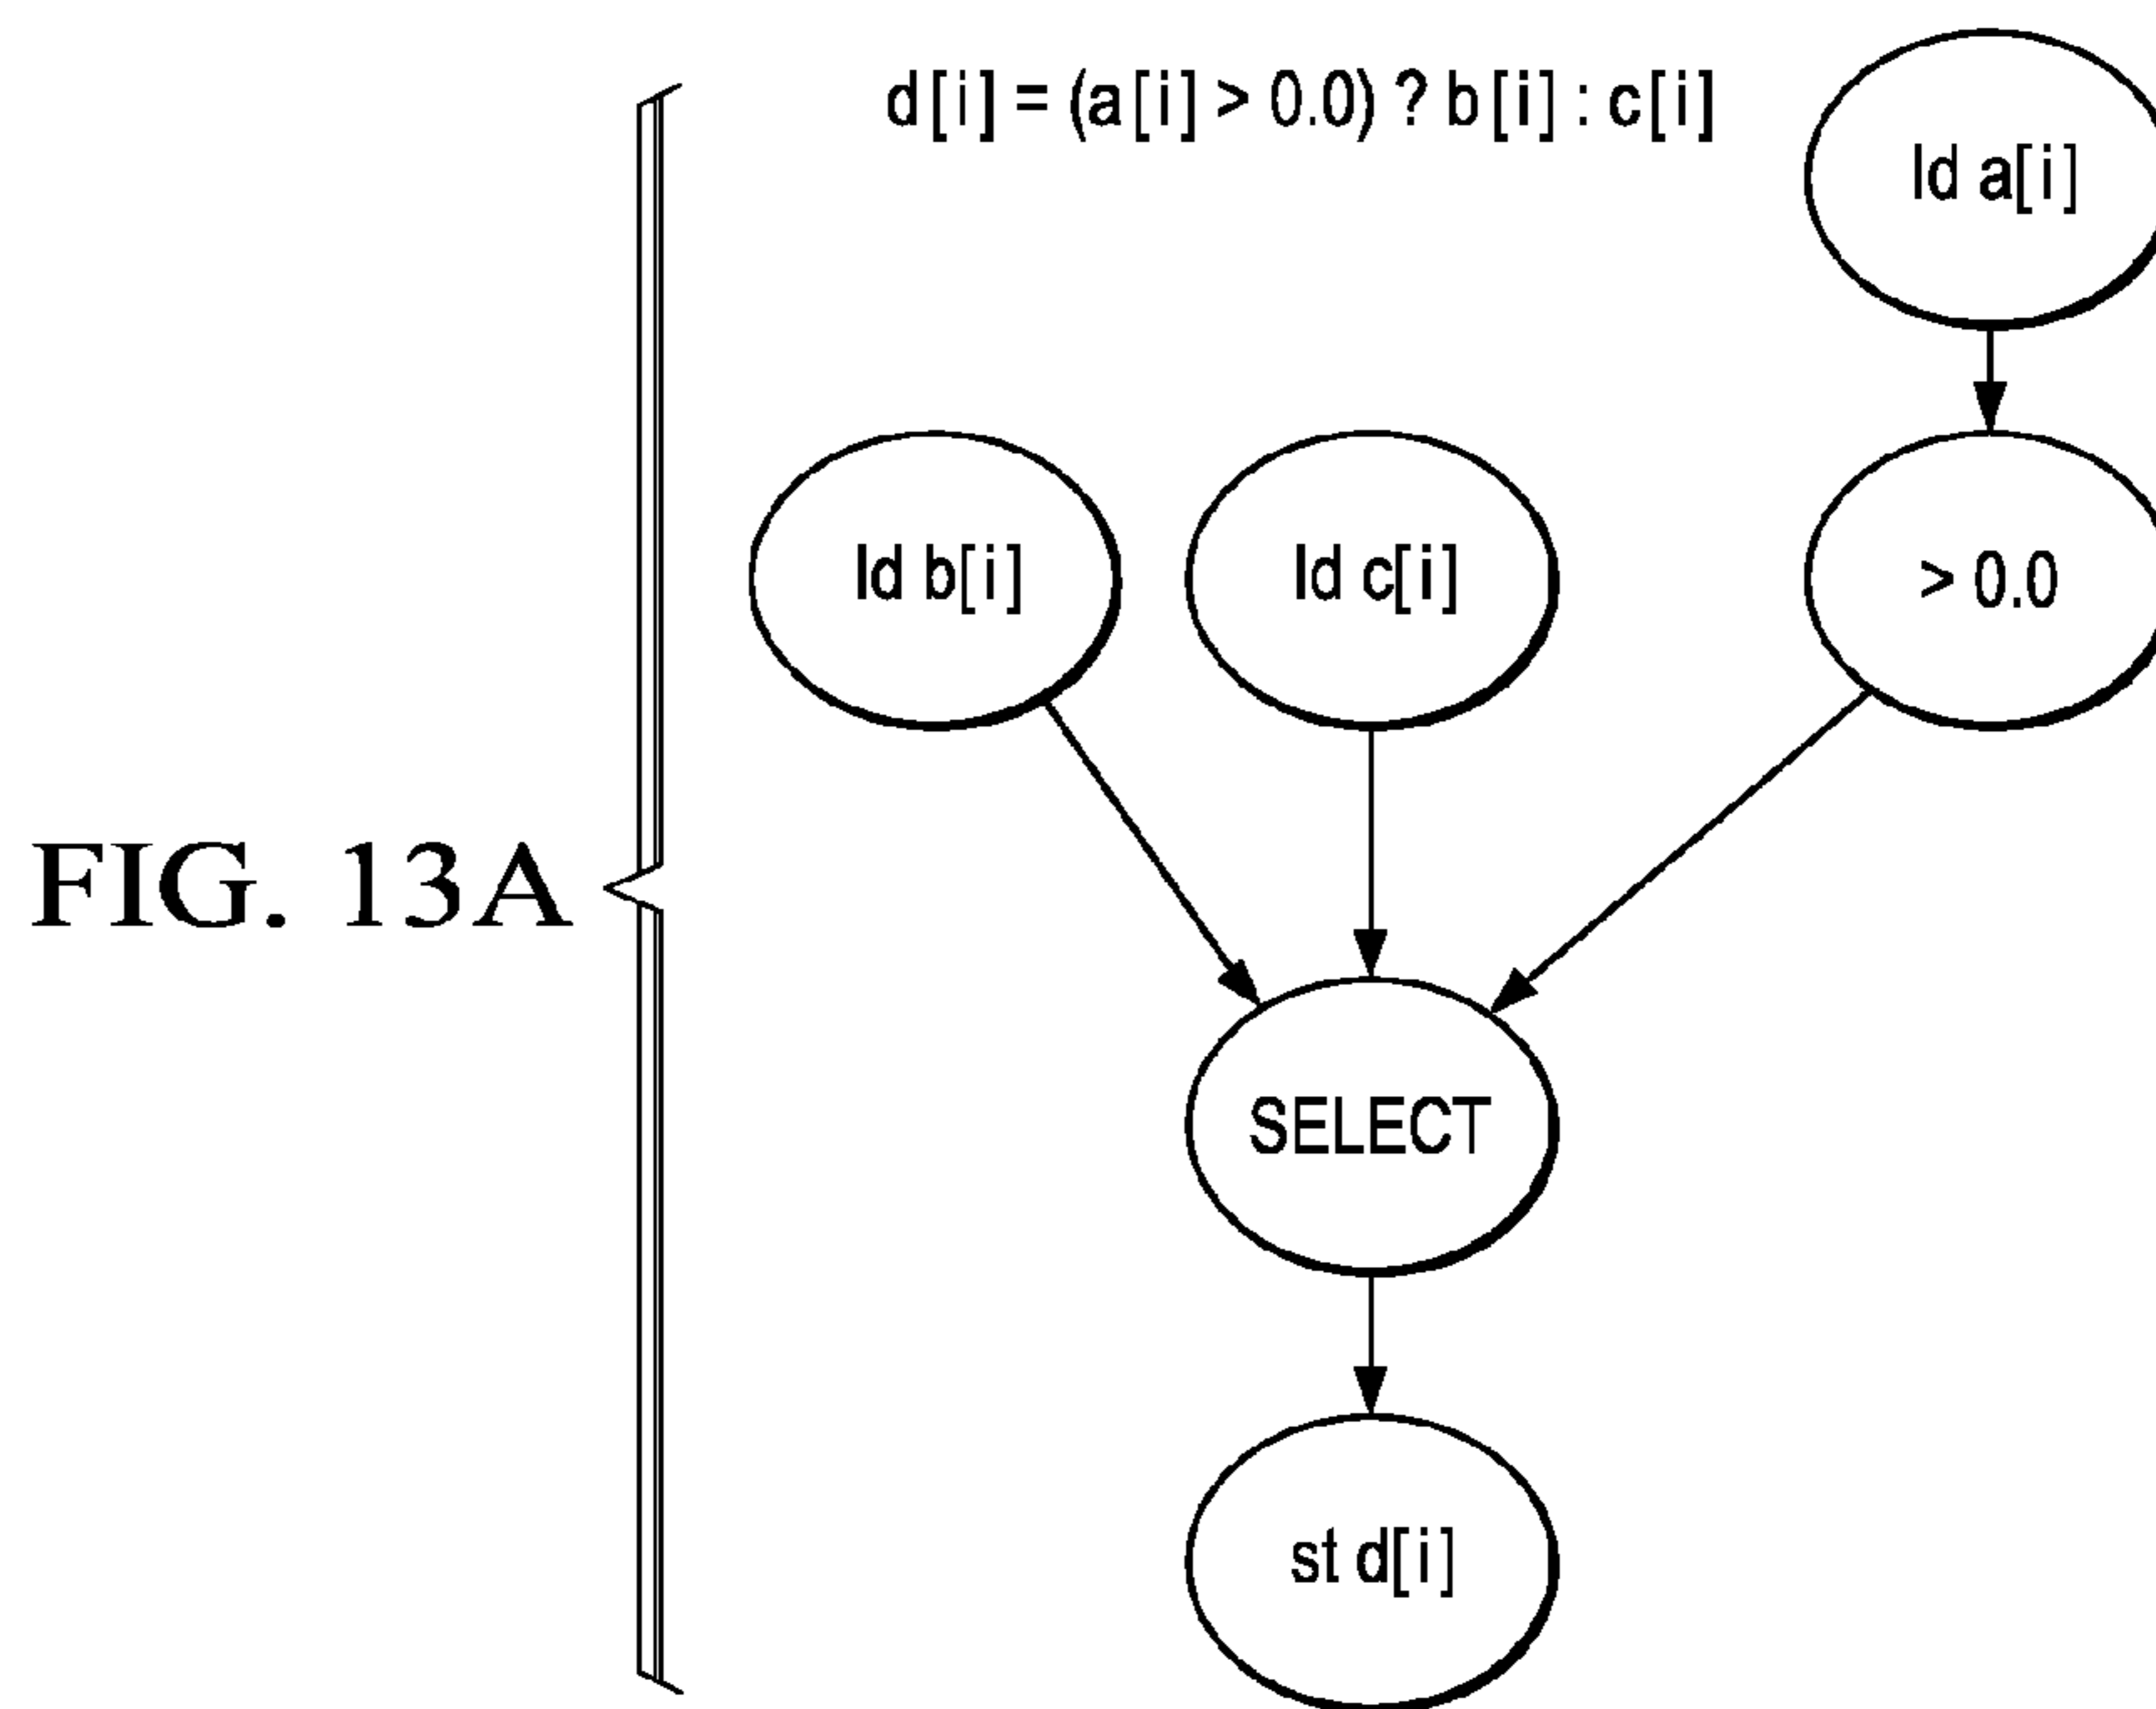 d[i] = (a[i] > 0.0) ? b[i] : c[i]
ld a[i]
ld b[i]
ld c[i]
> 0.0
FIG. 13A
SELECT
st d[i]